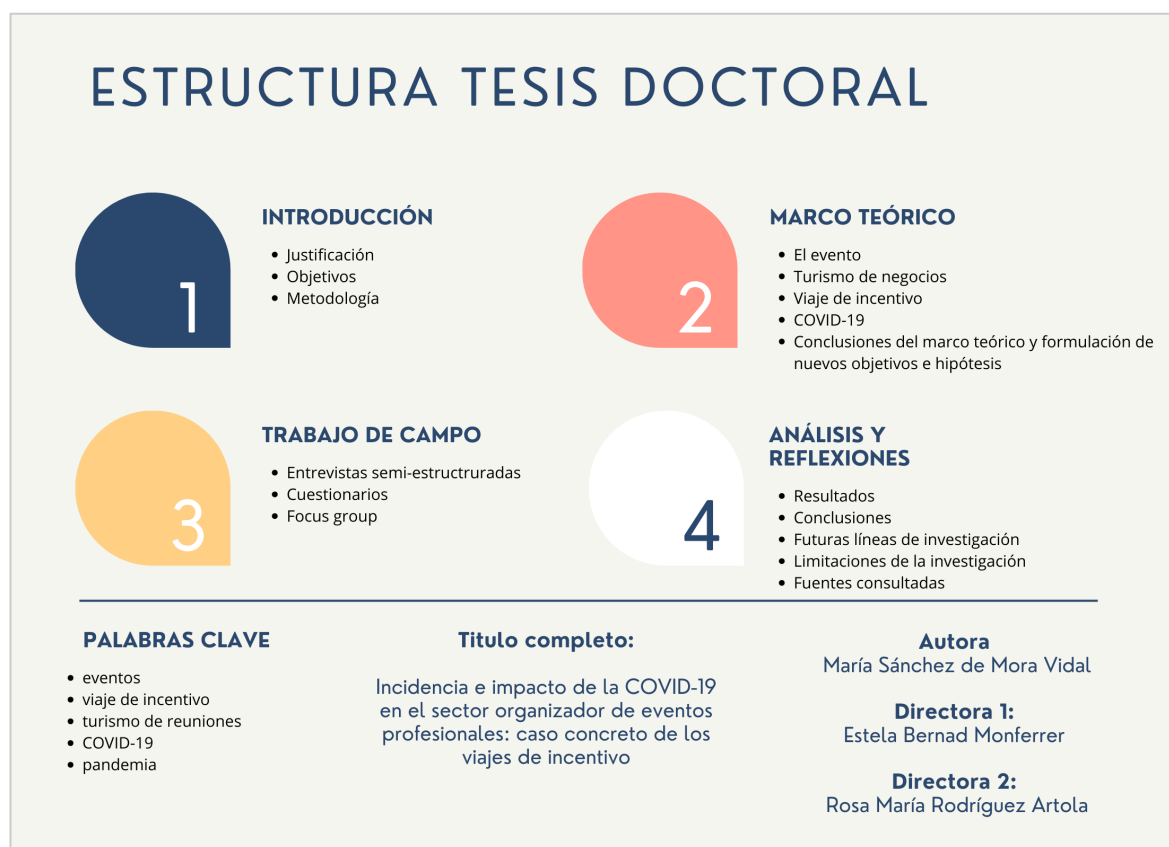 ESTRUCTURA TESIS DOCTORAL
1
INTRODUCCIÓN
• Justificación
• Objetivos
• Metodología
2
MARCO TEÓRICO
• El evento
• Turismo de negocios
• Viaje de incentivo
• COVID-19
• Conclusiones del marco teórico y formulación de
nuevos objetivos e hipótesis
3
TRABAJO DE CAMPO
• Entrevistas semi-estructruradas
• Cuestionarios
• Focus group
4
ANÁLISIS Y
REFLEXIONES
• Resultados
• Conclusiones
• Futuras líneas de investigación
• Limitaciones de la investigación
• Fuentes consultadas
PALABRAS CLAVE
• eventos
• viaje de incentivo
• turismo de reuniones
• COVID-19
• pandemia
Titulo completo:
Incidencia e impacto de la COVID-19
en el sector organizador de eventos
profesionales: caso concreto de los
viajes de incentivo
Autora
María Sánchez de Mora Vidal
Directora 1:
Estela Bernad Monferrer
Directora 2:
Rosa María Rodríguez Artola